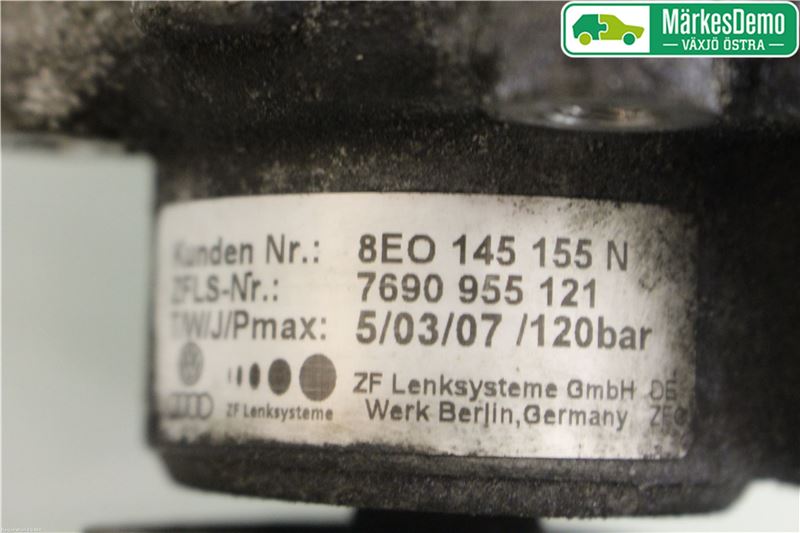 MärkesDemo
VÄXJÖ ÖSTRA
Kunden Nr.: 8EO 145 155 N
ZFLS-Nr.: 7690 955 121
T/W/J/Pmax: 5/03/07 /120bar
ZF Lenksysteme GmbH DE
ZF Lenksysteme Werk Berlin,Germany